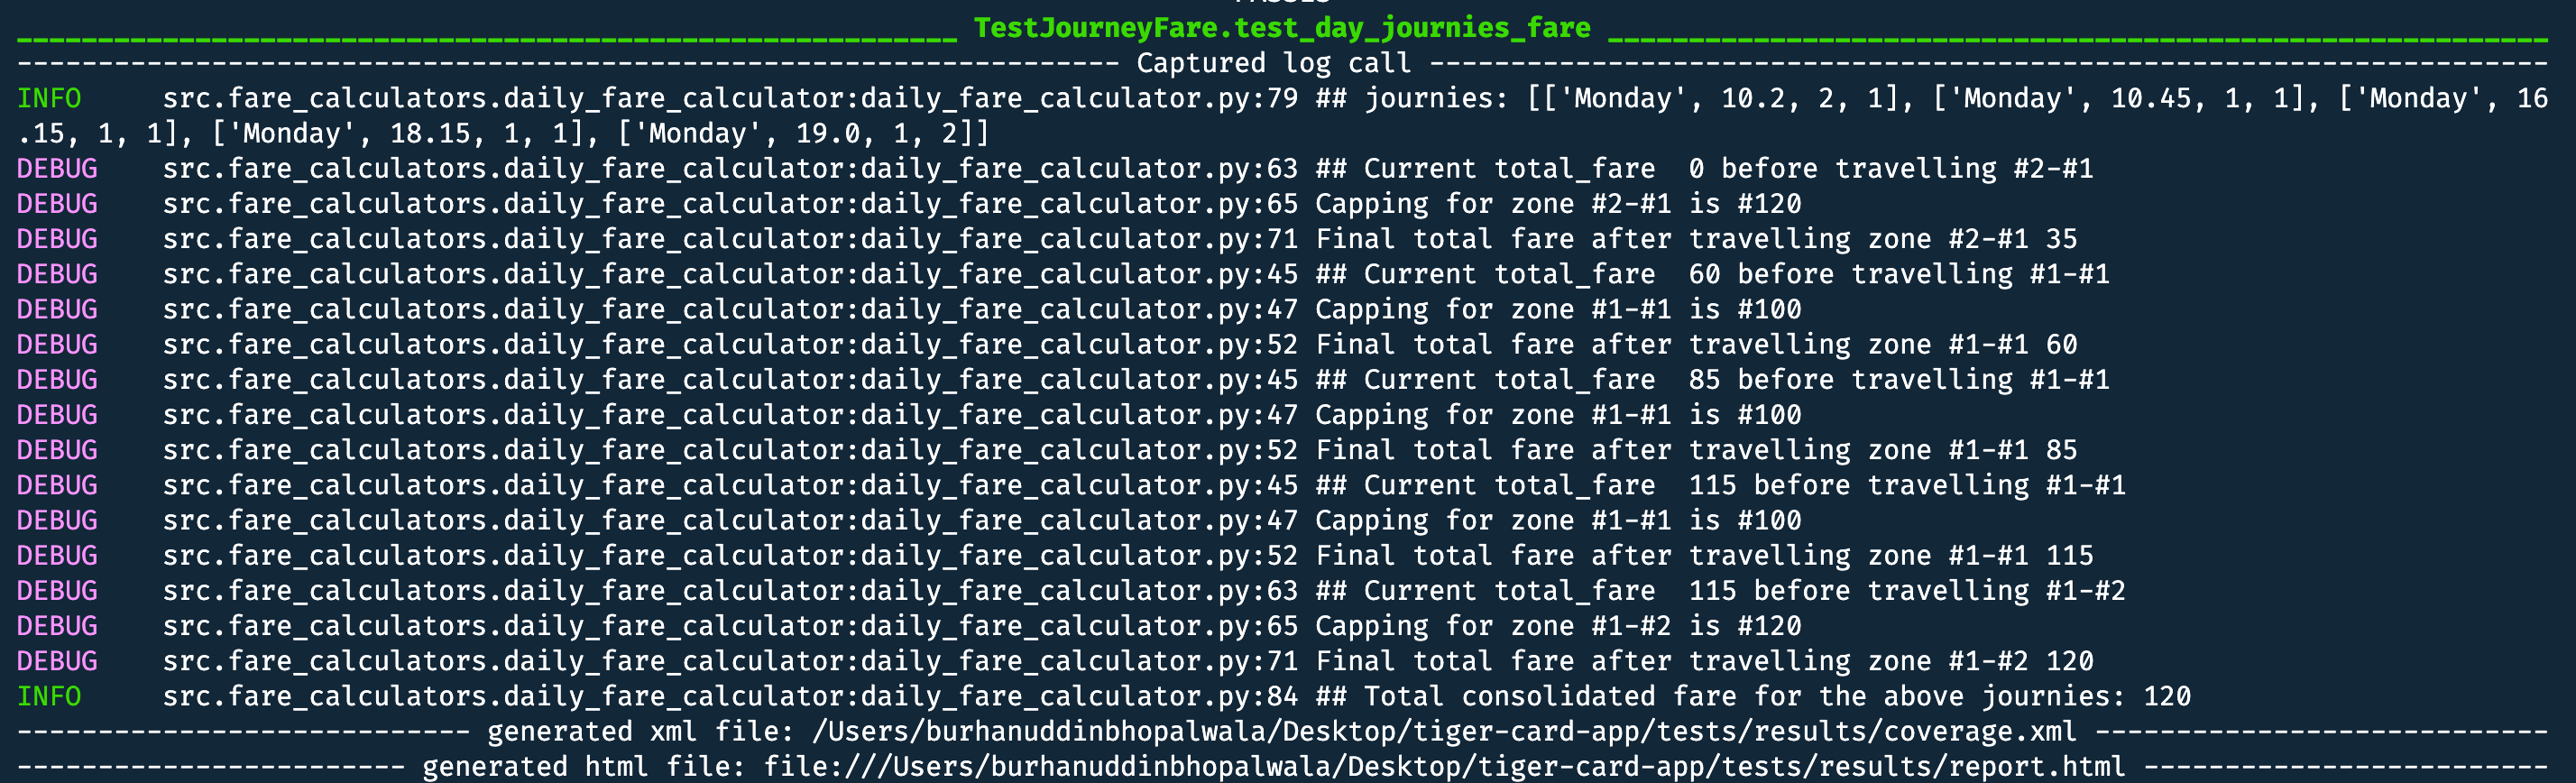 _________________________________________________________ TestJourneyFare.test_day_journies_fare _________________________________________________________
-------------------------------------------------------------------- Captured log call ---------------------------------------------------------------------
INFO     src.fare_calculators.daily_fare_calculator:daily_fare_calculator.py:79 ## journies: [['Monday', 10.2, 2, 1], ['Monday', 10.45, 1, 1], ['Monday', 16
.15, 1, 1], ['Monday', 18.15, 1, 1], ['Monday', 19.0, 1, 2]]
DEBUG    src.fare_calculators.daily_fare_calculator:daily_fare_calculator.py:63 ## Current total_fare  0 before travelling #2-#1
DEBUG    src.fare_calculators.daily_fare_calculator:daily_fare_calculator.py:65 Capping for zone #2-#1 is #120
DEBUG    src.fare_calculators.daily_fare_calculator:daily_fare_calculator.py:71 Final total fare after travelling zone #2-#1 35
DEBUG    src.fare_calculators.daily_fare_calculator:daily_fare_calculator.py:45 ## Current total_fare  60 before travelling #1-#1
DEBUG    src.fare_calculators.daily_fare_calculator:daily_fare_calculator.py:47 Capping for zone #1-#1 is #100
DEBUG    src.fare_calculators.daily_fare_calculator:daily_fare_calculator.py:52 Final total fare after travelling zone #1-#1 60
DEBUG    src.fare_calculators.daily_fare_calculator:daily_fare_calculator.py:45 ## Current total_fare  85 before travelling #1-#1
DEBUG    src.fare_calculators.daily_fare_calculator:daily_fare_calculator.py:47 Capping for zone #1-#1 is #100
DEBUG    src.fare_calculators.daily_fare_calculator:daily_fare_calculator.py:52 Final total fare after travelling zone #1-#1 85
DEBUG    src.fare_calculators.daily_fare_calculator:daily_fare_calculator.py:45 ## Current total_fare  115 before travelling #1-#1
DEBUG    src.fare_calculators.daily_fare_calculator:daily_fare_calculator.py:47 Capping for zone #1-#1 is #100
DEBUG    src.fare_calculators.daily_fare_calculator:daily_fare_calculator.py:52 Final total fare after travelling zone #1-#1 115
DEBUG    src.fare_calculators.daily_fare_calculator:daily_fare_calculator.py:63 ## Current total_fare  115 before travelling #1-#2
DEBUG    src.fare_calculators.daily_fare_calculator:daily_fare_calculator.py:65 Capping for zone #1-#2 is #120
DEBUG    src.fare_calculators.daily_fare_calculator:daily_fare_calculator.py:71 Final total fare after travelling zone #1-#2 120
INFO     src.fare_calculators.daily_fare_calculator:daily_fare_calculator.py:84 ## Total consolidated fare for the above journies: 120
---------------------------- generated xml file: /Users/burhanuddinbhopalwala/Desktop/tiger-card-app/tests/results/coverage.xml ----------------------------
------------------------ generated html file: file:///Users/burhanuddinbhopalwala/Desktop/tiger-card-app/tests/results/report.html -------------------------